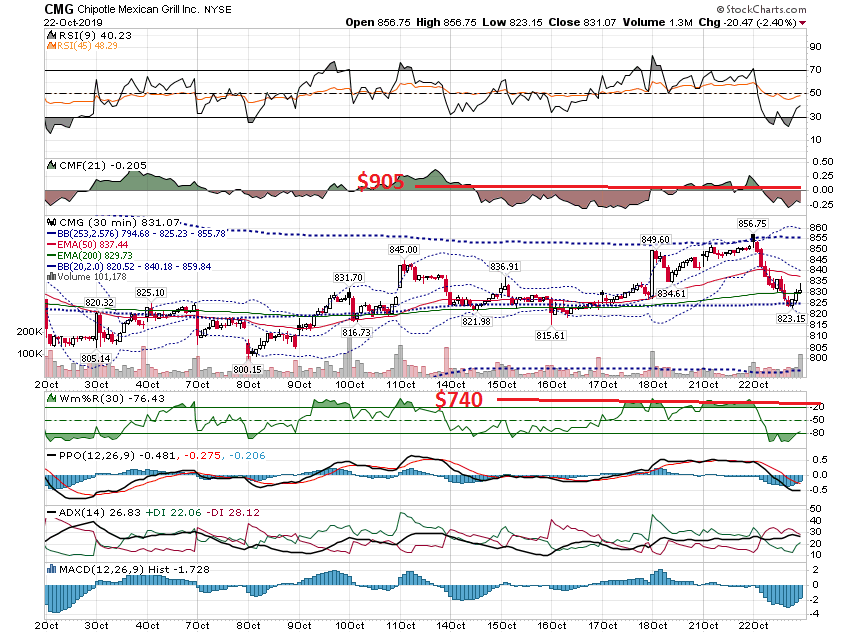 CMG Chipotle Mexican Grill Inc. NYSE © StockCharts.com
22-Oct-2019 Open 856.75 High 856.75 Low 823.15 Close 831.07 Volume 1.3M Chg -20.47 (-2.40%)
RSI(9) 40.23
RSI(45) 48.29
90
70
50
30
10
CMF(21) -0.205
$905
0.50
0.25
0.00
-0.25
CMG (30 min) 831.07
BB(253,2.576) 794.68 - 825.23 - 855.78
EMA(50) 837.44
EMA(200) 829.73
BB(20,2.0) 820.52 - 840.18 - 859.84
Volume 101,178
820.32
805.14
825.10
800.15
831.70
816.73
845.00
821.98
836.91
815.61
849.60
834.61
856.75
823.15
860
855
850
845
840
835
830
825
820
815
810
805
800
200K
100K
2Oct 3Oct 4Oct 7Oct 8Oct 9Oct 10Oct 11Oct 14Oct 15Oct 16Oct 17Oct 18Oct 21Oct 22Oct
Wm%R(30) -76.43
$740
-20
-50
-80
PPO(12,26,9) -0.481, -0.275, -0.206
0.5
0.0
-0.5
ADX(14) 26.83 +DI 22.06 -DI 28.12
50
40
30
20
10
MACD(12,26,9) Hist -1.728
2
0
-2
-4
2Oct 3Oct 4Oct 7Oct 8Oct 9Oct 10Oct 11Oct 14Oct 15Oct 16Oct 17Oct 18Oct 21Oct 22Oct